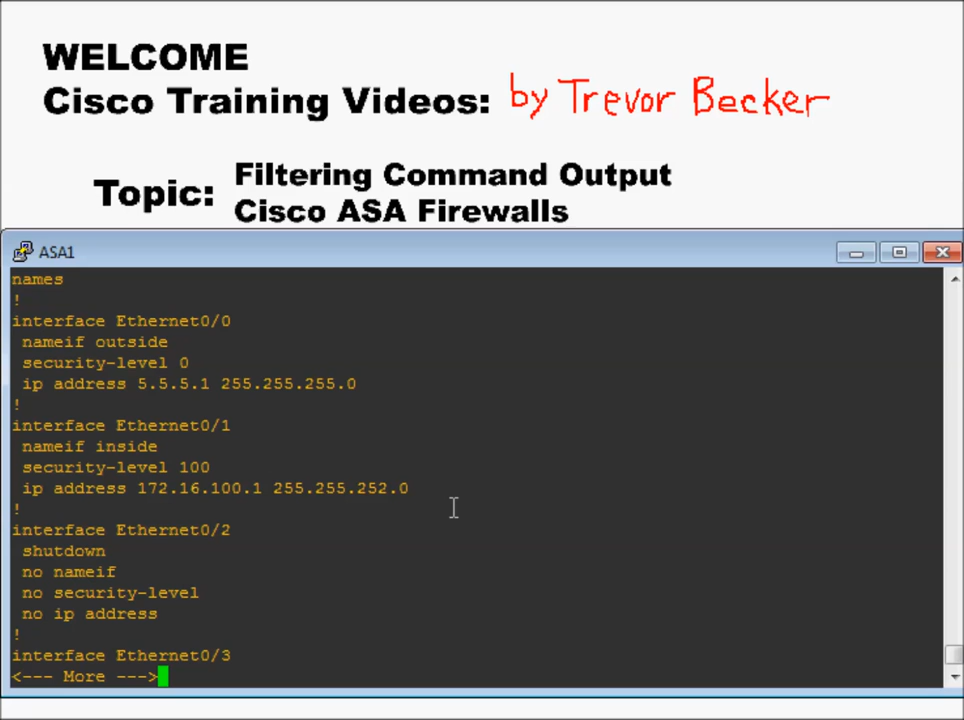 WELCOME
Cisco Training Videos: by Trevor Becker
Topic: Filtering Command Output
Cisco ASA Firewalls
ASA1
names
!
interface Ethernet0/0
 nameif outside
 security-level 0
 ip address 5.5.5.1 255.255.255.0
!
interface Ethernet0/1
 nameif inside
 security-level 100
 ip address 172.16.100.1 255.255.252.0
!
interface Ethernet0/2
 shutdown
 no nameif
 no security-level
 no ip address
!
interface Ethernet0/3
<--- More --->